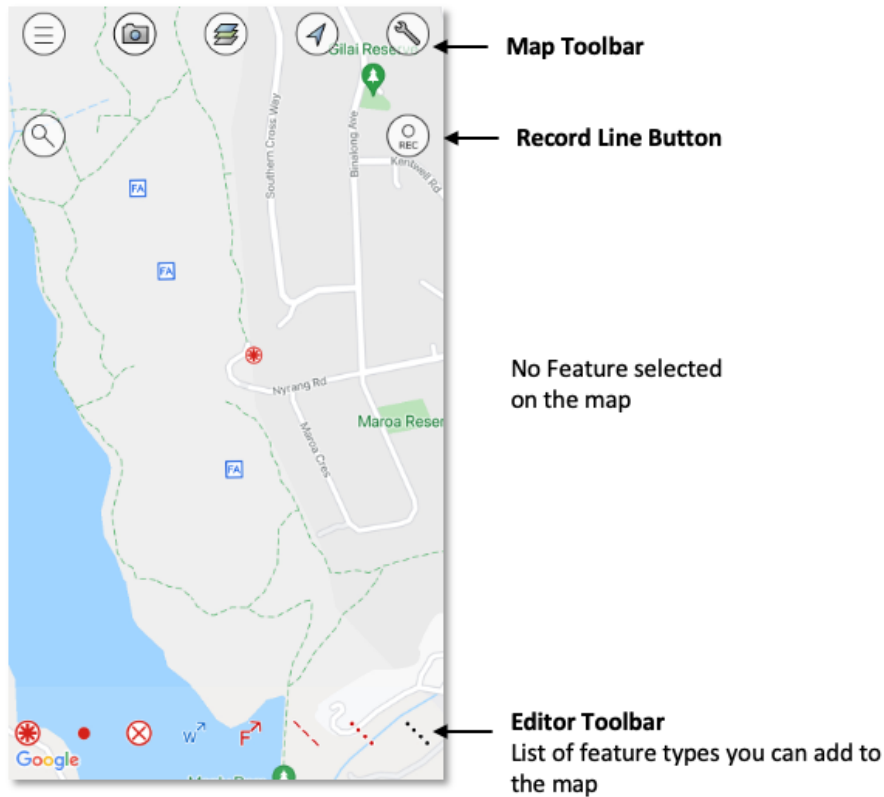 Gilai Reserve
Map Toolbar
REC
Record Line Button
Southern Cross Way
Binalong Ave
Kentwell Rd
FA
FA
No Feature selected
on the map
Nyrang Rd
Maroa Reser
Maroa Cres
FA
W
F
Editor Toolbar
List of feature types you can add to
the map
Google